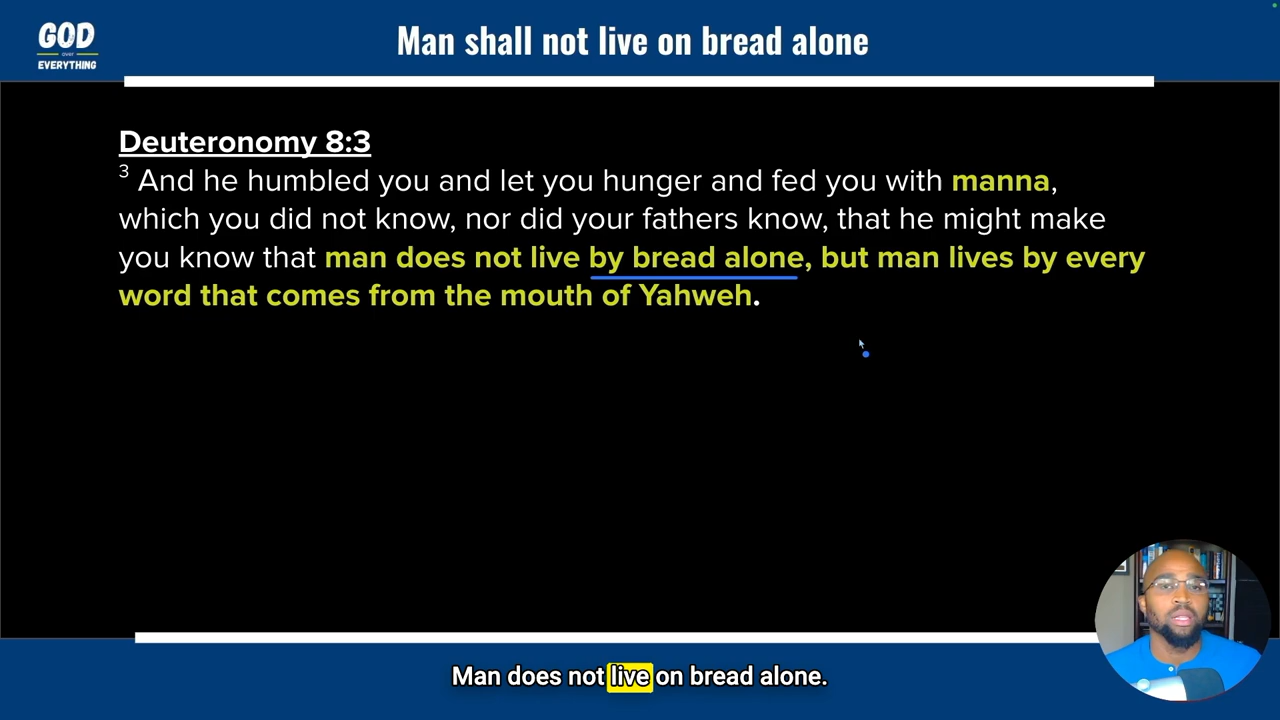 GOD
over
EVERYTHING
Man shall not live on bread alone
Deuteronomy 8:3
3 And he humbled you and let you hunger and fed you with manna,
which you did not know, nor did your fathers know, that he might make
you know that man does not live by bread alone, but man lives by every
word that comes from the mouth of Yahweh.
Man does not live on bread alone.